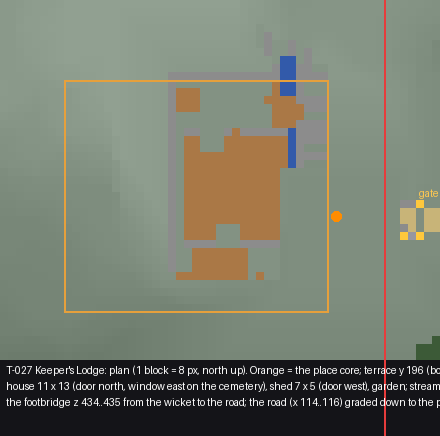 gate
T-027 Keeper's Lodge: plan (1 block = 8 px, north up). Orange = the place core; terrace y 196 (bo
house 11 x 13 (door north, window east on the cemetery), shed 7 x 5 (door west), garden; stream
the footbridge z 434..435 from the wicket to the road; the road (x 114..116) graded down to the p